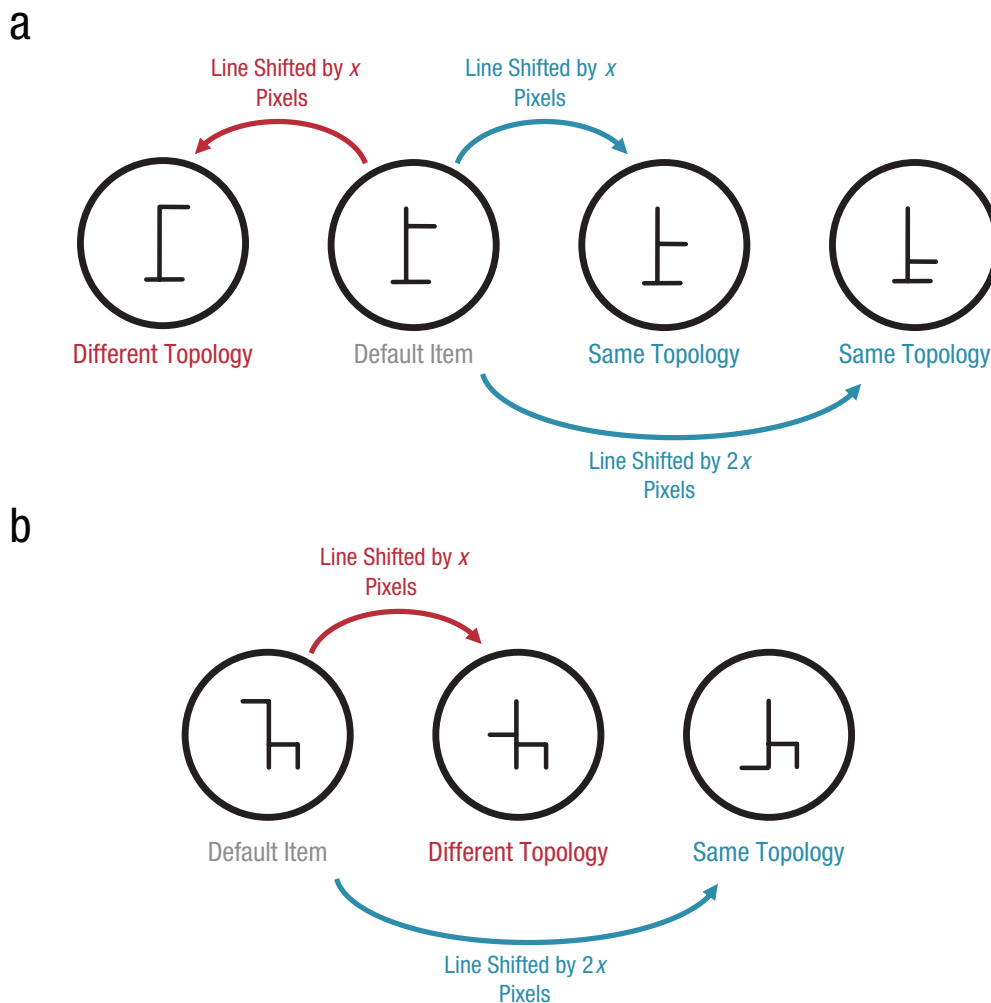 a
Line Shifted by x
Pixels
Line Shifted by x
Pixels
Different Topology
Default Item
Same Topology
Same Topology
Line Shifted by 2x
Pixels
b
Line Shifted by x
Pixels
Default Item
Different Topology
Same Topology
Line Shifted by 2x
Pixels